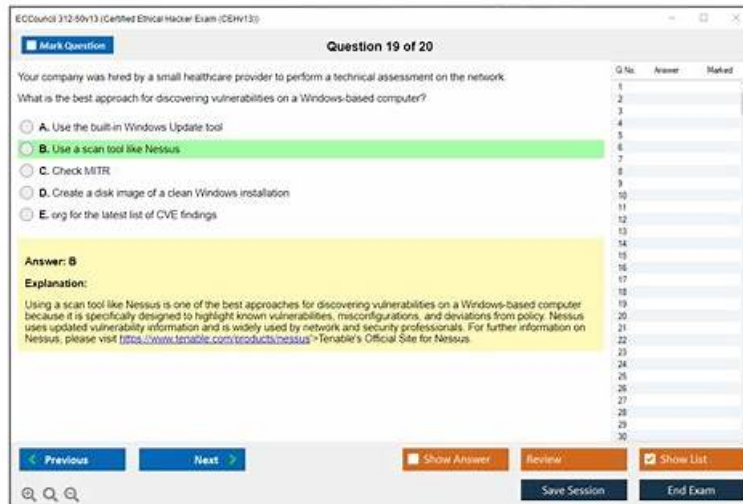 ECCouncil 312-50v13 (Certified Ethical Hacker Exam (CEHv13))
Mark Question
Question 19 of 20
Your company was hired by a small healthcare provider to perform a technical assessment on the network.
What is the best approach for discovering vulnerabilities on a Windows-based computer?
A. Use the built-in Windows Update tool
B. Use a scan tool like Nessus
C. Check MITR
D. Create a disk image of a clean Windows installation
E. org for the latest list of CVE findings
Answer: B
Explanation:
Using a scan tool like Nessus is one of the best approaches for discovering vulnerabilities on a Windows-based computer
because it is specifically designed to highlight known vulnerabilities, misconfigurations, and deviations from policy. Nessus
uses updated vulnerability information and is widely used by network and security professionals. For further information on
Nessus, please visit https://www.tenable.com/products/nessus">Tenable's Official Site for Nessus.
Q.No. Answer Marked
1
2
3
4
5
6
7
8
9
10
11
12
13
14
15
16
17
18
19
20
21
22
23
24
25
26
27
28
29
30
Previous
Next
Show Answer
Review
Show List
Save Session
End Exam